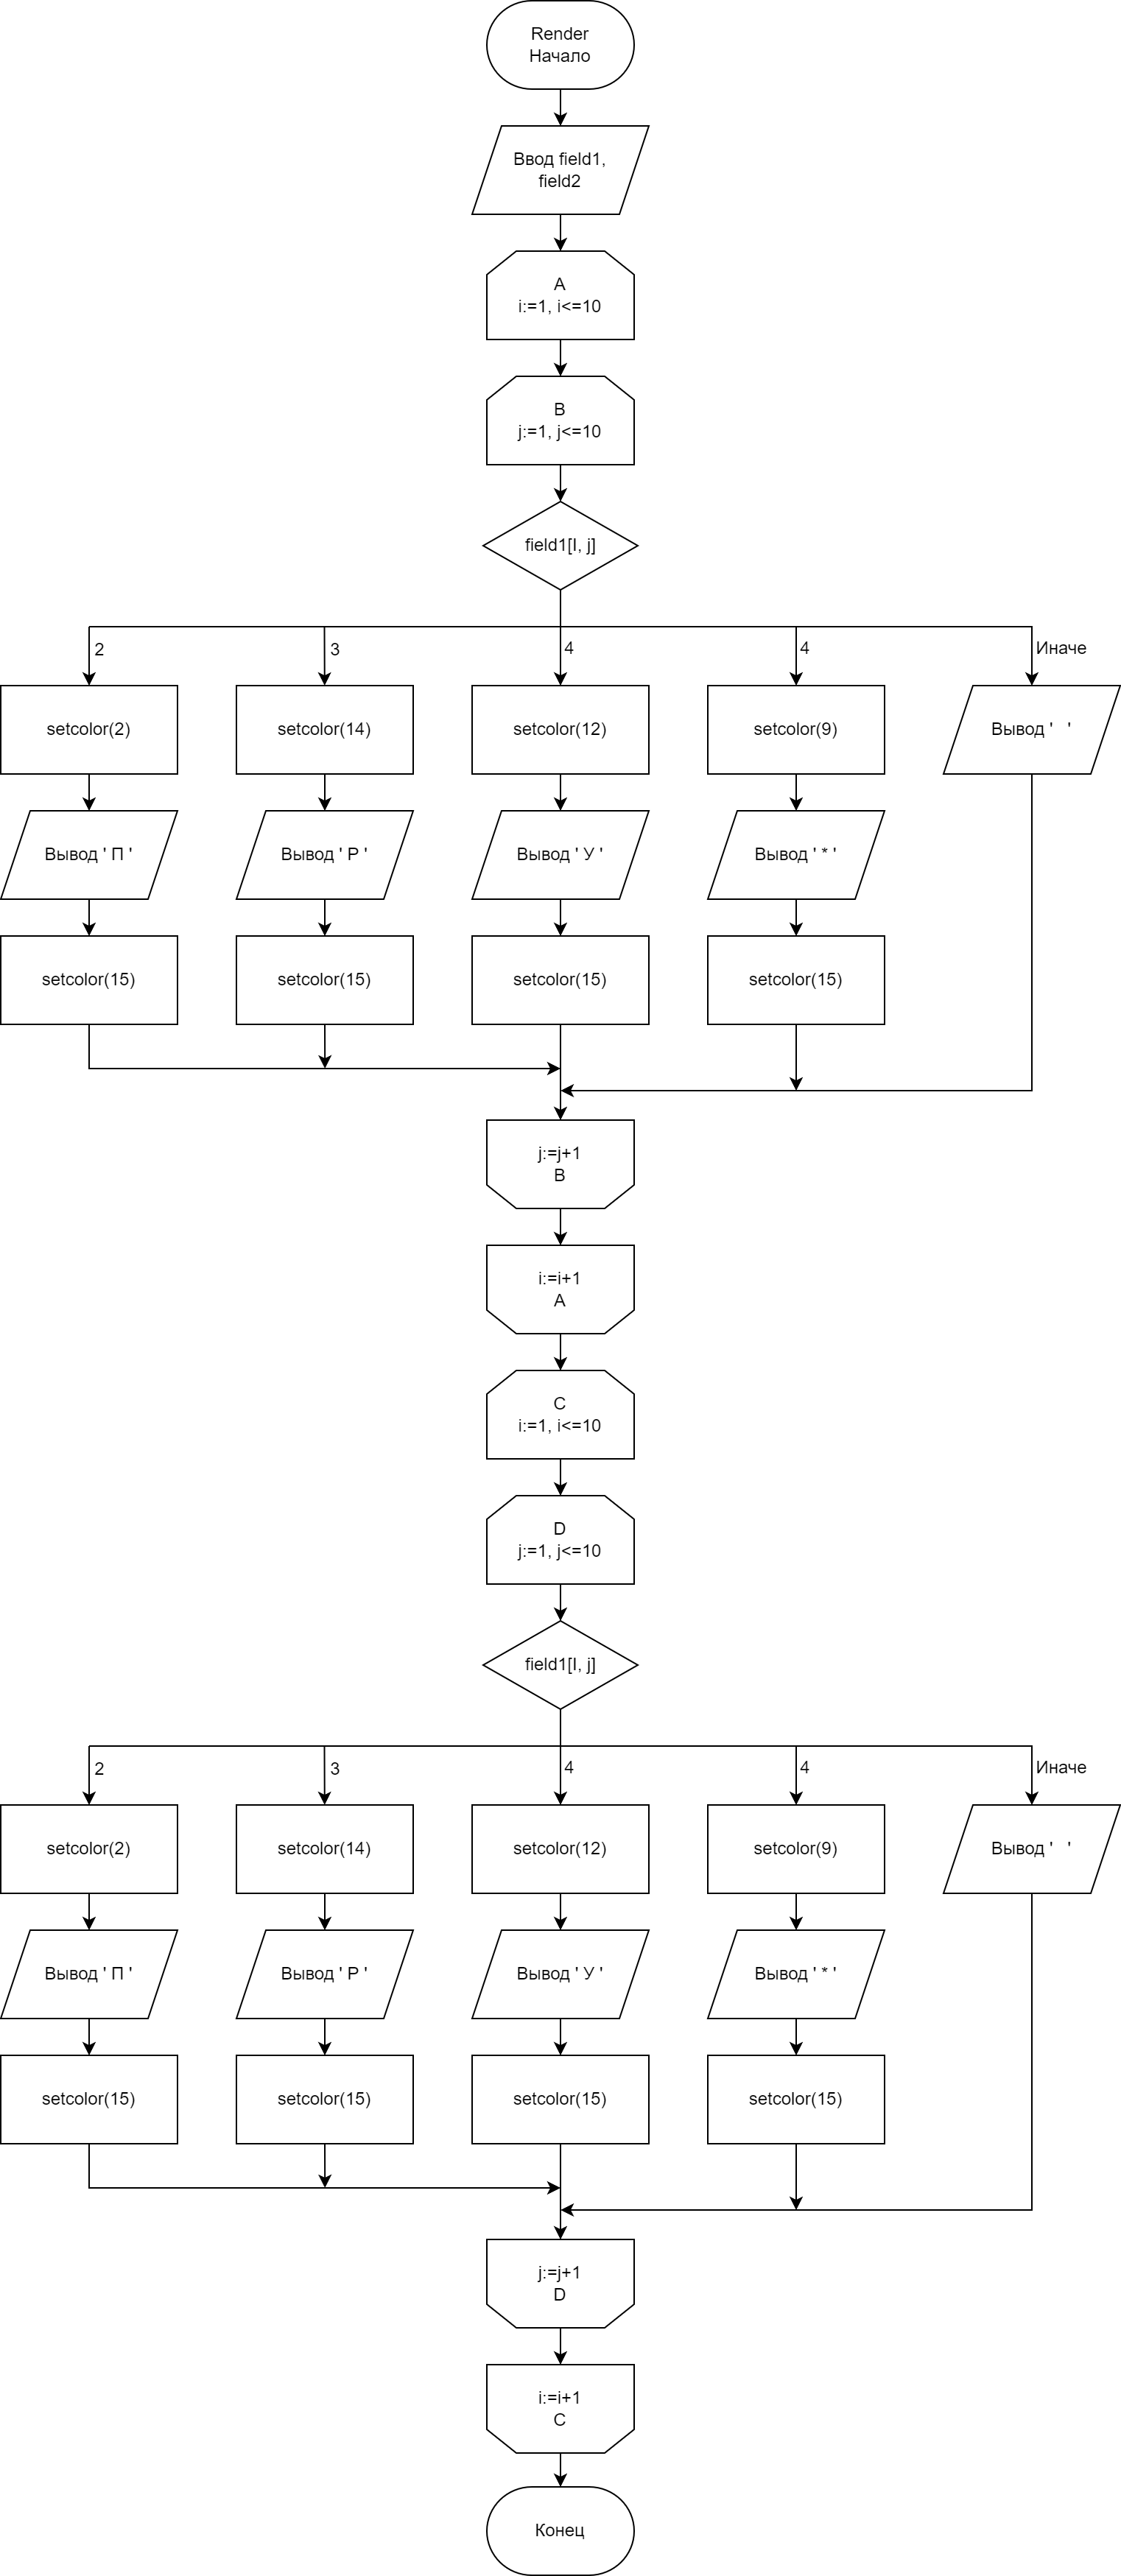 Render
Начало
Ввод field1,
field2
A
i:=1, i<=10
B
j:=1, j<=10
field1[I, j]
2
3
4
4
Иначе
setcolor(2)
setcolor(14)
setcolor(12)
setcolor(9)
Вывод '   '
Вывод ' П '
Вывод ' Р '
Вывод ' У '
Вывод ' * '
setcolor(15)
setcolor(15)
setcolor(15)
setcolor(15)
j:=j+1
B
i:=i+1
A
C
i:=1, i<=10
D
j:=1, j<=10
field1[I, j]
2
3
4
4
Иначе
setcolor(2)
setcolor(14)
setcolor(12)
setcolor(9)
Вывод '   '
Вывод ' П '
Вывод ' Р '
Вывод ' У '
Вывод ' * '
setcolor(15)
setcolor(15)
setcolor(15)
setcolor(15)
j:=j+1
D
i:=i+1
C
Конец